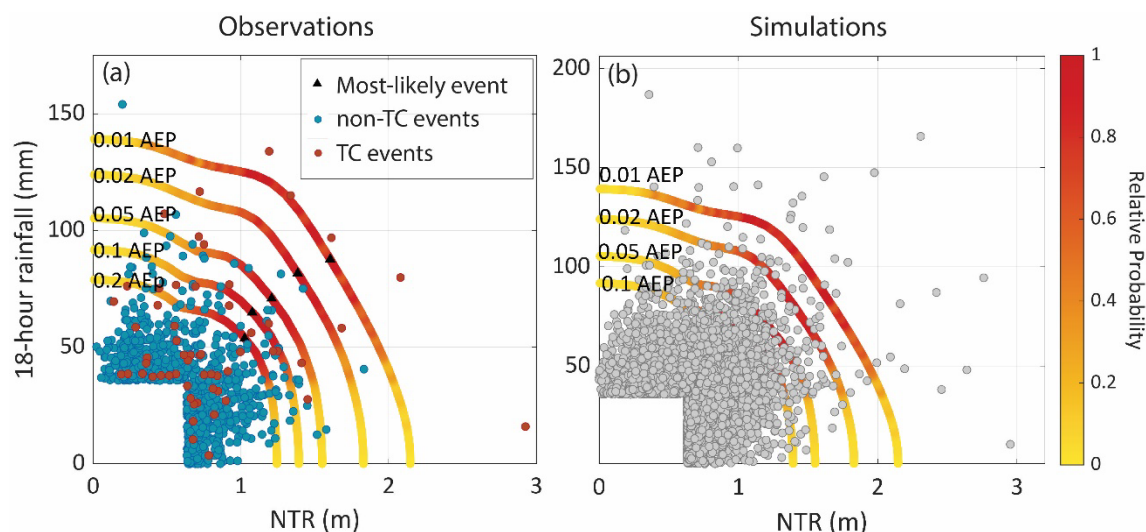 Observations
Simulations
(a)
Most-likely event
non-TC events
TC events
150
100
50
0
18-hour rainfall (mm)
0.01 AEP
0.02 AEP
0.05 AEP
0.1 AEP
0.2 AEp
0
1
2
3
NTR (m)
(b)
200
150
100
50
0
0.01 AEP
0.02 AEP
0.05 AEP
0.1 AEP
0
1
2
3
NTR (m)
1
0.8
0.6
0.4
0.2
0
Relative Probability